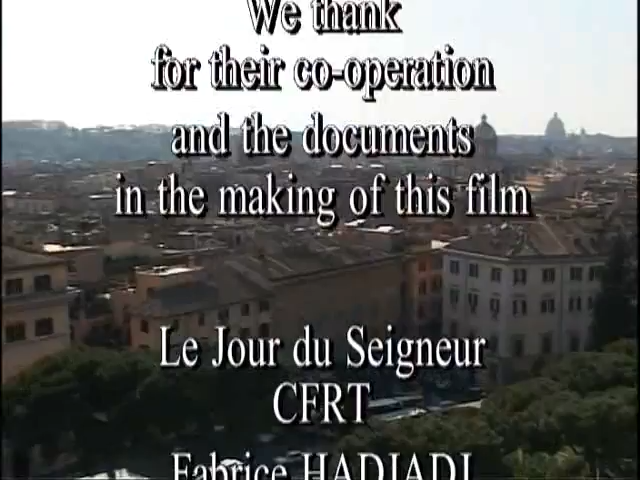 We thank
for their co-operation
and the documents
in the making of this film
Le Jour du Seigneur
CFRT
Fabrice HADJADJ